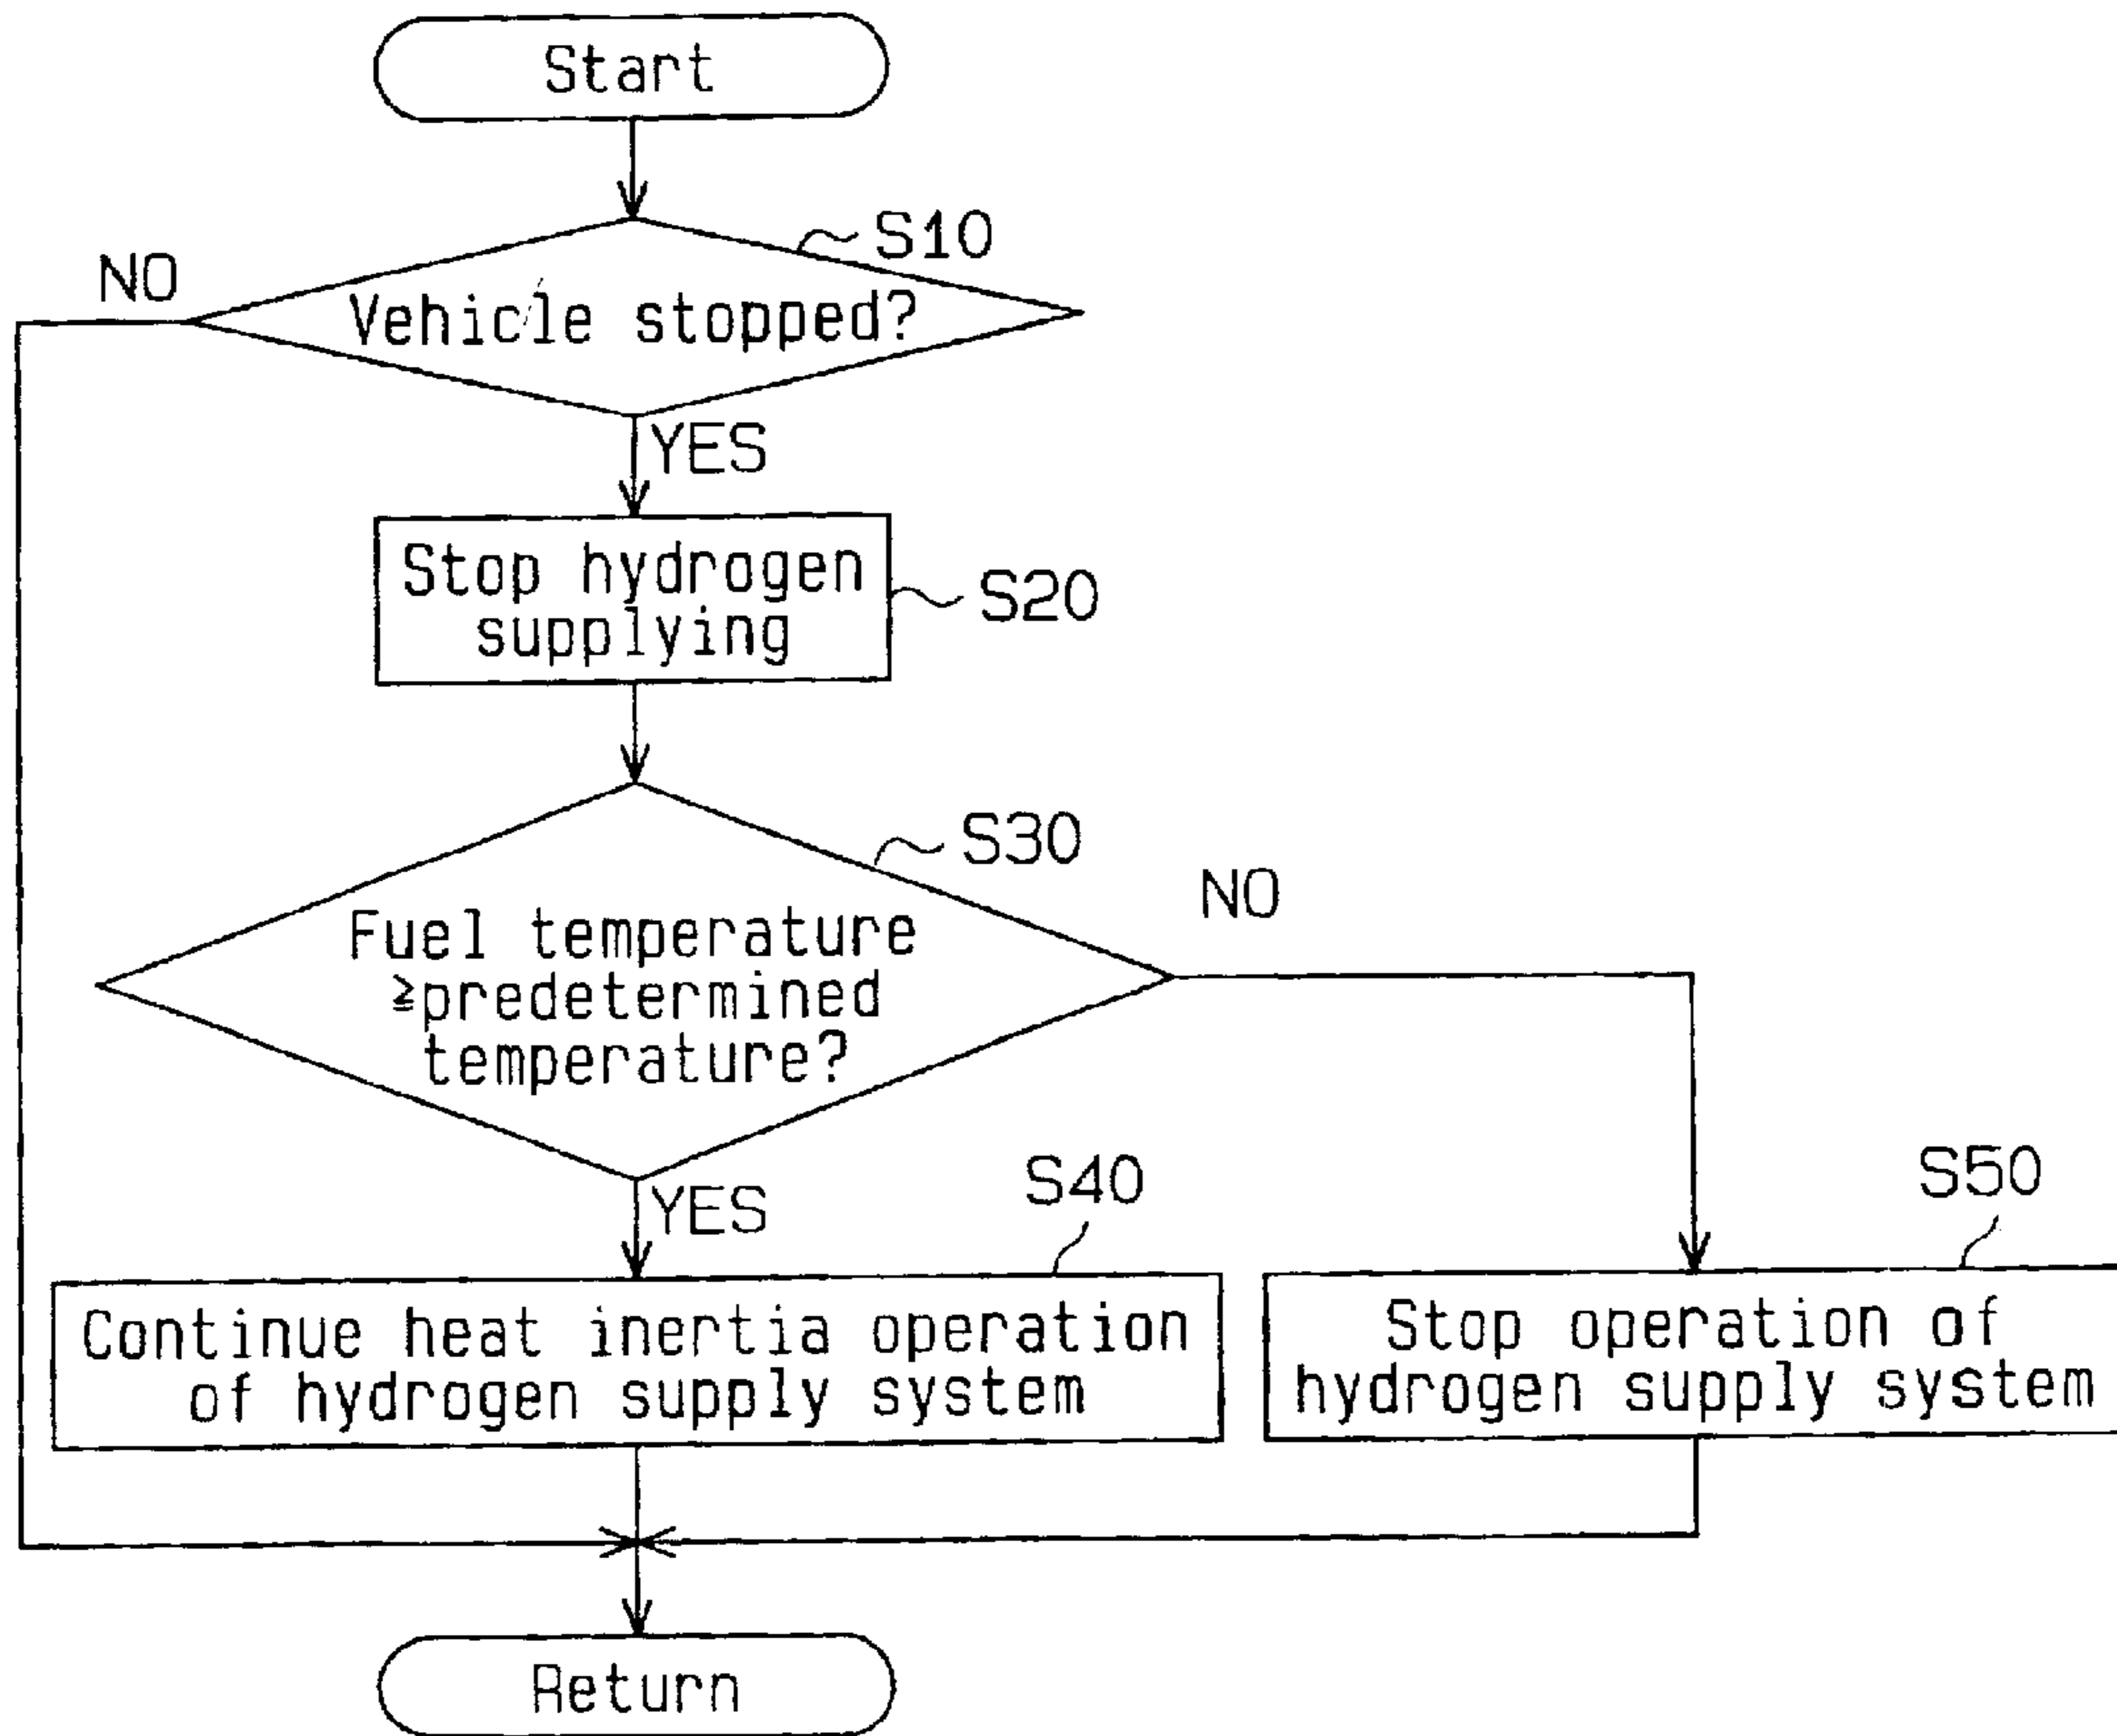 Start
S10
NO
Vehicle stopped?
YES
Stop hydrogen
supplying
S20
S30
NO
Fuel temperature
≧predetermined
temperature?
YES
S40
S50
Continue heat inertia operation
of hydrogen supply system
Stop operation of
hydrogen supply system
Return